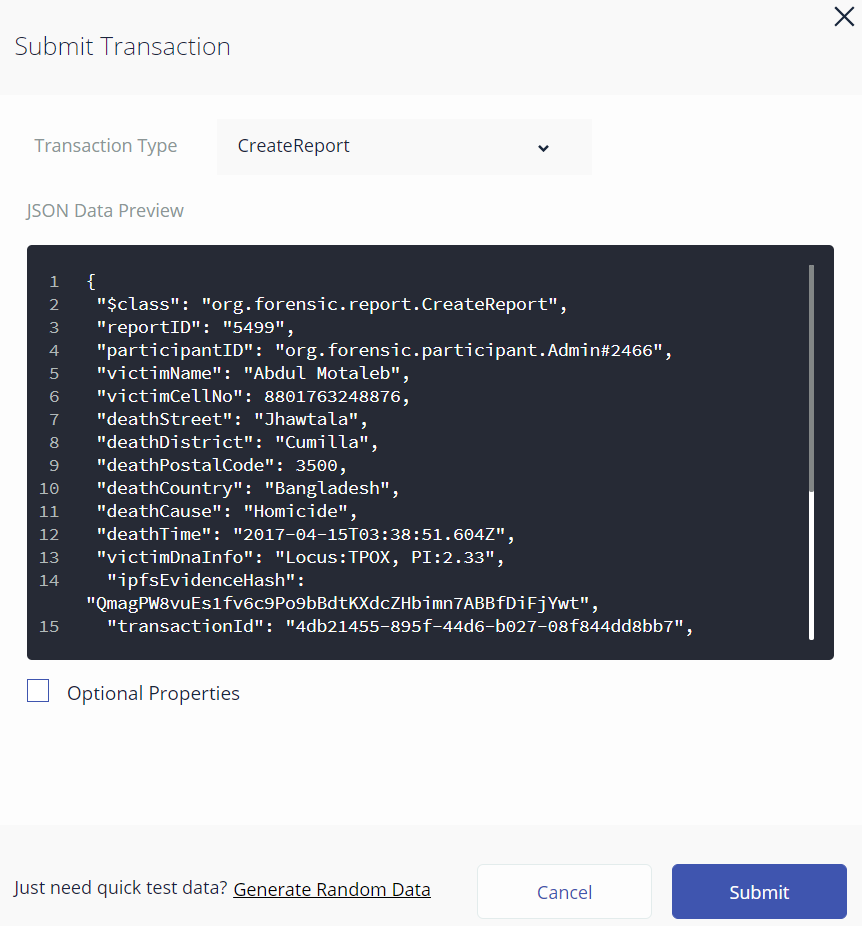 Submit Transaction
Transaction Type CreateReport
JSON Data Preview
1 {
2 "$class": "org.forensic.report.CreateReport",
3 "reportID": "5499",
4 "participantID": "org.forensic.participant.Admin#2466",
5 "victimName": "Abdul Motaleb",
6 "victimCellNo": 8801763248876,
7 "deathStreet": "Jhawtala",
8 "deathDistrict": "Cumilla",
9 "deathPostalCode": 3500,
10 "deathCountry": "Bangladesh",
11 "deathCause": "Homicide",
12 "deathTime": "2017-04-15T03:38:51.604Z",
13 "victimDnaInfo": "Locus:TPOX, PI:2.33",
14 "ipfsEvidenceHash":
"QmagPW8vuEs1fv6c9Po9bBdtKXdcZHbimn7ABBfDiFjYwt",
15 "transactionId": "4db21455-895f-44d6-b027-08f844dd8bb7",
Optional Properties
Just need quick test data? Generate Random Data Cancel Submit